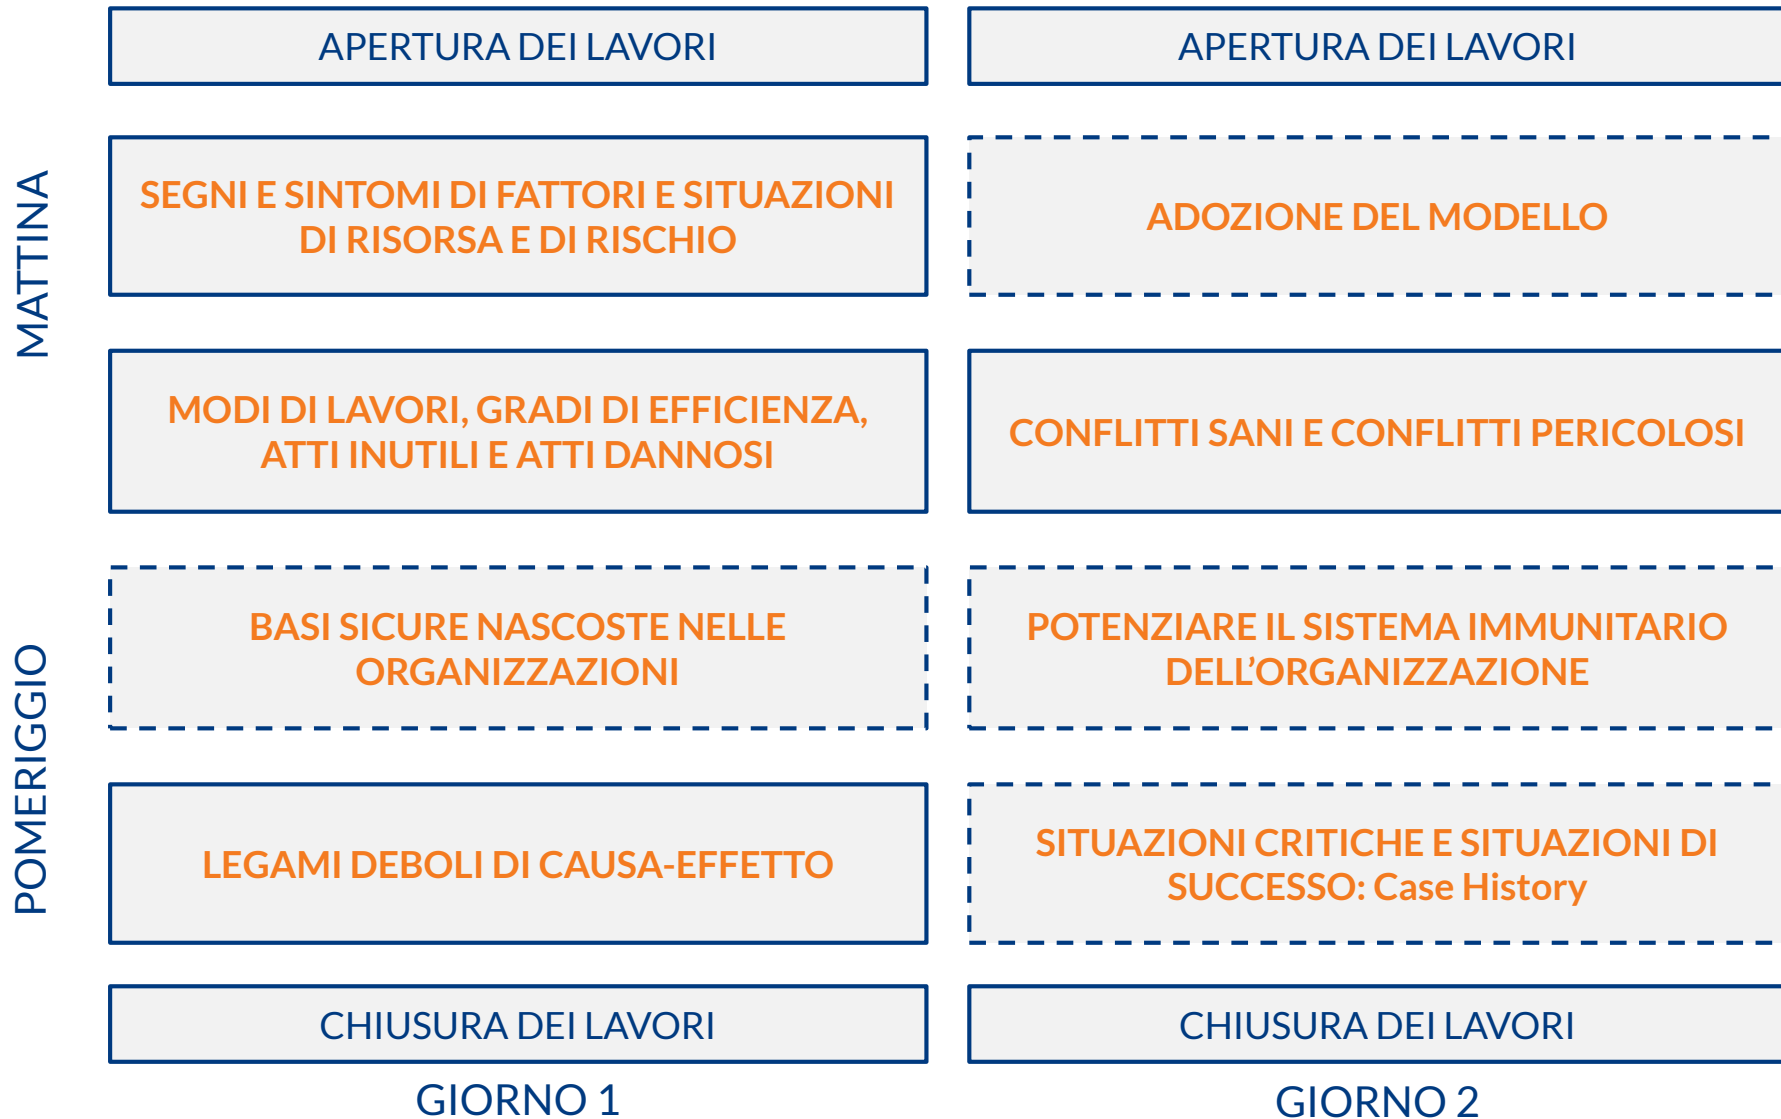 APERTURA DEI LAVORI
APERTURA DEI LAVORI
MATTINA
SEGNI E SINTOMI DI FATTORI E SITUAZIONI
DI RISORSA E DI RISCHIO
ADOZIONE DEL MODELLO
MODI DI LAVORI, GRADI DI EFFICIENZA,
ATTI INUTILI E ATTI DANNOSI
CONFLITTI SANI E CONFLITTI PERICOLOSI
POMERIGGIO
BASI SICURE NASCOSTE NELLE
ORGANIZZAZIONI
POTENZIARE IL SISTEMA IMMUNITARIO
DELL’ORGANIZZAZIONE
LEGAMI DEBOLI DI CAUSA-EFFETTO
SITUAZIONI CRITICHE E SITUAZIONI DI
SUCCESSO: Case History
CHIUSURA DEI LAVORI
CHIUSURA DEI LAVORI
GIORNO 1
GIORNO 2